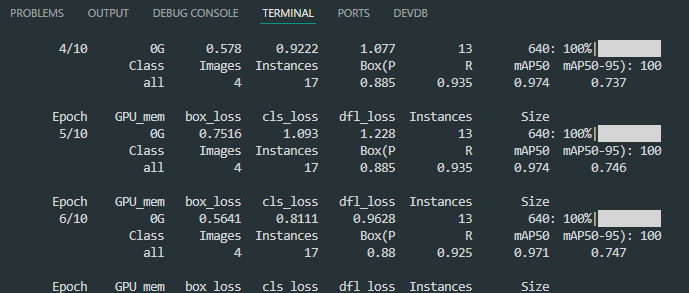 PROBLEMS OUTPUT DEBUG CONSOLE TERMINAL PORTS DEVDB
4/10 0G 0.578 0.9222 1.077 13 640: 100%|
Class Images Instances Box(P R mAP50 mAP50-95): 100
all 4 17 0.885 0.935 0.974 0.737
Epoch GPU_mem box_loss cls_loss dfl_loss Instances Size
5/10 0G 0.7516 1.093 1.228 13 640: 100%|
Class Images Instances Box(P R mAP50 mAP50-95): 100
all 4 17 0.885 0.935 0.974 0.746
Epoch GPU_mem box_loss cls_loss dfl_loss Instances Size
6/10 0G 0.5641 0.8111 0.9628 13 640: 100%|
Class Images Instances Box(P R mAP50 mAP50-95): 100
all 4 17 0.88 0.925 0.971 0.747
Epoch GPU_mem box_loss cls_loss dfl_loss Instances Size